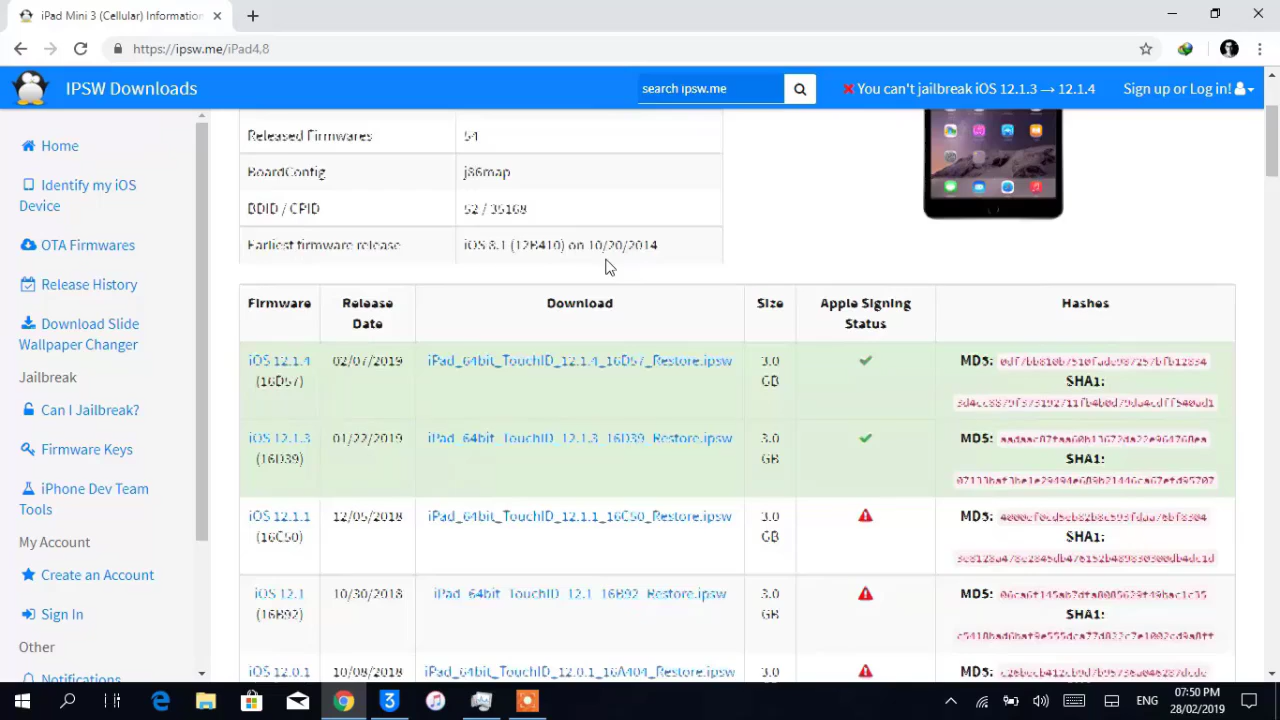 iPad Mini 3 (Cellular) Information
https://ipsw.me/iPad4,8
IPSW Downloads
search ipsw.me
You can't jailbreak iOS 12.1.3 → 12.1.4
Sign up or Log in!
Home
Identify my iOS
Device
OTA Firmwares
Release History
Download Slide
Wallpaper Changer
Jailbreak
Can I Jailbreak?
Firmware Keys
iPhone Dev Team
Tools
My Account
Create an Account
Sign In
Other
Notifications
Released Firmwares 54
BoardConfig j86map
BDID / CPID 52 / 35168
Earliest firmware release iOS 8.1 (12B410) on 10/20/2014
Firmware Release Date Download Size Apple Signing Status Hashes
iOS 12.1.4 (16D57) 02/07/2019 iPad_64bit_TouchID_12.1.4_16D57_Restore.ipsw 3.0 GB MD5:
SHA1:
iOS 12.1.3 (16D39) 01/22/2019 iPad_64bit_TouchID_12.1.3_16D39_Restore.ipsw 3.0 GB MD5:
SHA1:
iOS 12.1.1 (16C50) 12/05/2018 iPad_64bit_TouchID_12.1.1_16C50_Restore.ipsw 3.0 GB MD5:
SHA1:
iOS 12.1 (16B92) 10/30/2018 iPad_64bit_TouchID_12.1_16B92_Restore.ipsw 3.0 GB MD5:
SHA1:
iOS 12.0.1 10/08/2018 iPad_64bit_TouchID_12.0.1_16A404_Restore.ipsw 3.0 MD5:
ENG
07:50 PM
28/02/2019